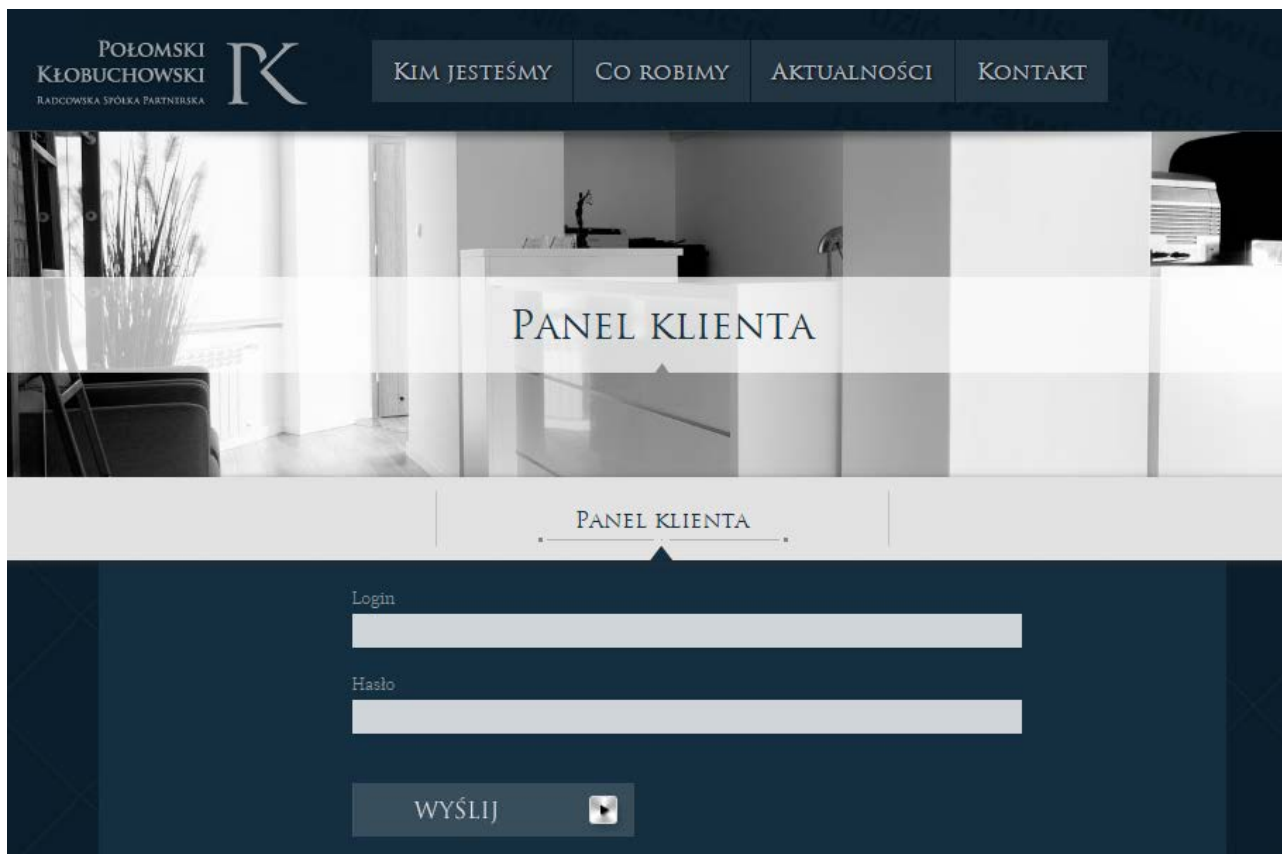 Połomski
Kłobuchowski
Radcowska Spółka Partnerska
PK
Kim jesteśmy
Co robimy
Aktualności
Kontakt
Panel klienta
Panel klienta
Login
Hasło
WYŚLIJ